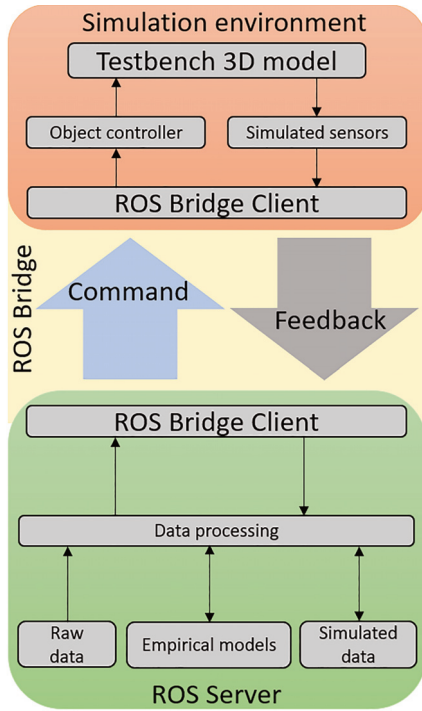 Simulation environment
Testbench 3D model
Object controller
Simulated sensors
ROS Bridge Client
ROS Bridge
Command
Feedback
ROS Bridge Client
Data processing
Raw
data
Empirical models
Simulated
data
ROS Server